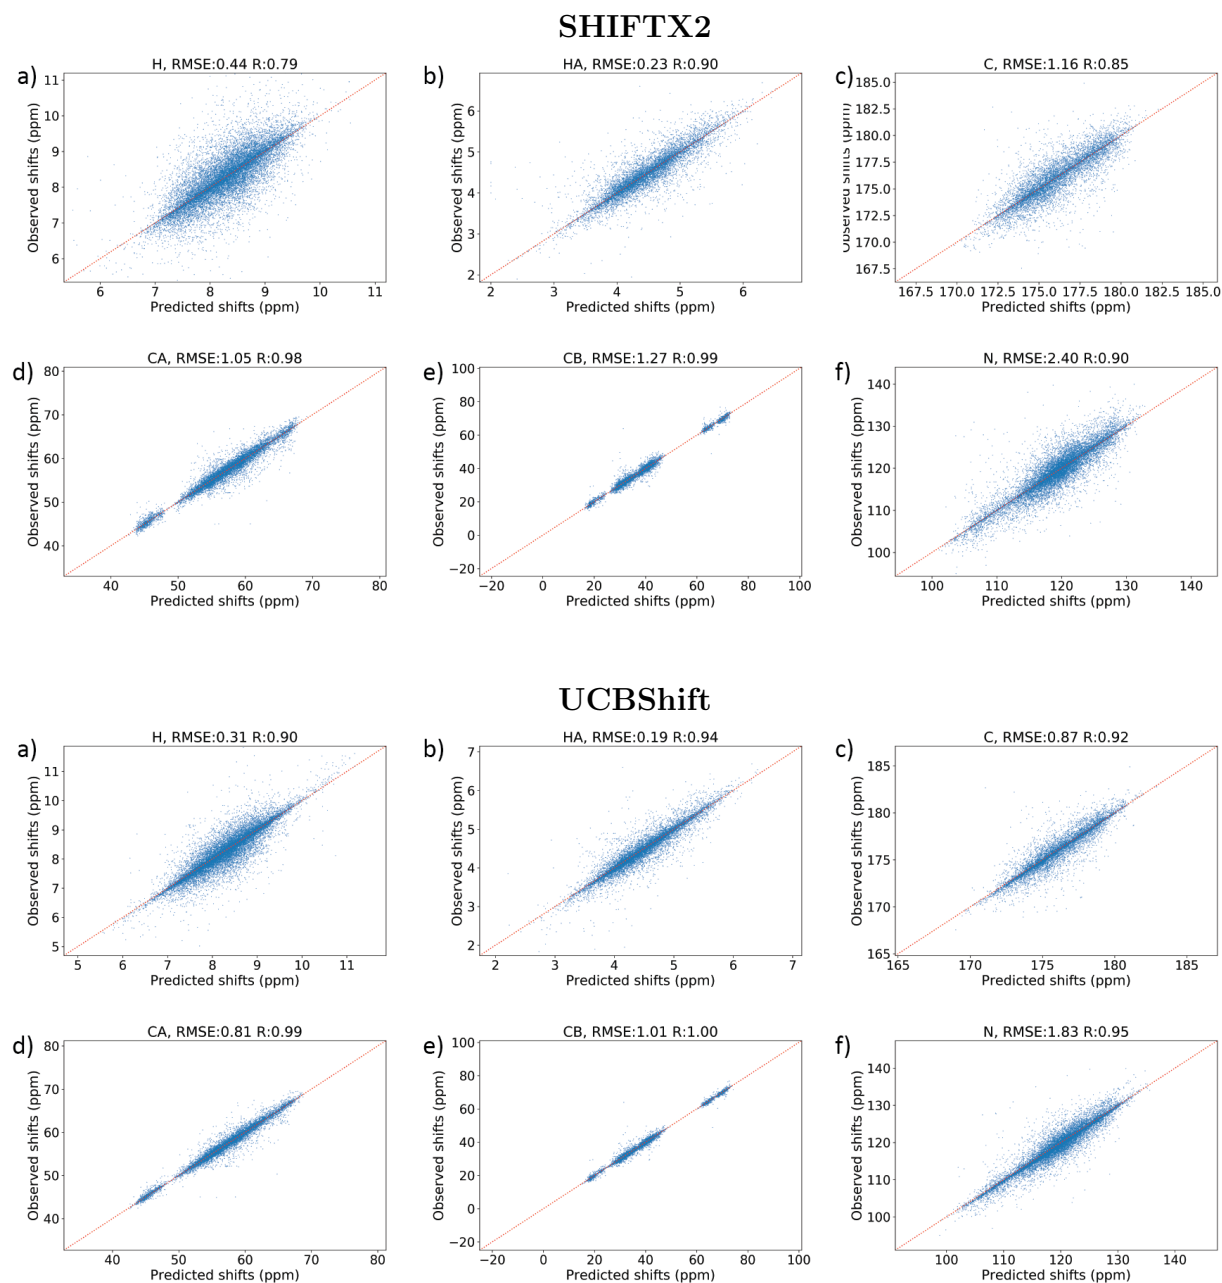 SHIFTX2
a)
H, RMSE:0.44 R:0.79
Observed shifts (ppm)
11
10
9
8
7
6
6 7 8 9 10 11
Predicted shifts (ppm)
b)
HA, RMSE:0.23 R:0.90
Observed shifts (ppm)
6
5
4
3
2
2 3 4 5 6
Predicted shifts (ppm)
c)
C, RMSE:1.16 R:0.85
Observed shifts (ppm)
185.0
182.5
180.0
177.5
175.0
172.5
170.0
167.5
167.5 170.0 172.5 175.0 177.5 180.0 182.5 185.0
Predicted shifts (ppm)
d)
CA, RMSE:1.05 R:0.98
Observed shifts (ppm)
80
70
60
50
40
40 50 60 70 80
Predicted shifts (ppm)
e)
CB, RMSE:1.27 R:0.99
Observed shifts (ppm)
100
80
60
40
20
0
−20
−20 0 20 40 60 80 100
Predicted shifts (ppm)
f)
N, RMSE:2.40 R:0.90
Observed shifts (ppm)
140
130
120
110
100
100 110 120 130 140
Predicted shifts (ppm)
UCBShift
a)
H, RMSE:0.31 R:0.90
Observed shifts (ppm)
11
10
9
8
7
6
5
5 6 7 8 9 10 11
Predicted shifts (ppm)
b)
HA, RMSE:0.19 R:0.94
Observed shifts (ppm)
7
6
5
4
3
2
2 3 4 5 6 7
Predicted shifts (ppm)
c)
C, RMSE:0.87 R:0.92
Observed shifts (ppm)
185
180
175
170
165
165 170 175 180 185
Predicted shifts (ppm)
d)
CA, RMSE:0.81 R:0.99
Observed shifts (ppm)
80
70
60
50
40
40 50 60 70 80
Predicted shifts (ppm)
e)
CB, RMSE:1.01 R:1.00
Observed shifts (ppm)
100
80
60
40
20
0
−20
−20 0 20 40 60 80 100
Predicted shifts (ppm)
f)
N, RMSE:1.83 R:0.95
Observed shifts (ppm)
140
130
120
110
100
100 110 120 130 140
Predicted shifts (ppm)